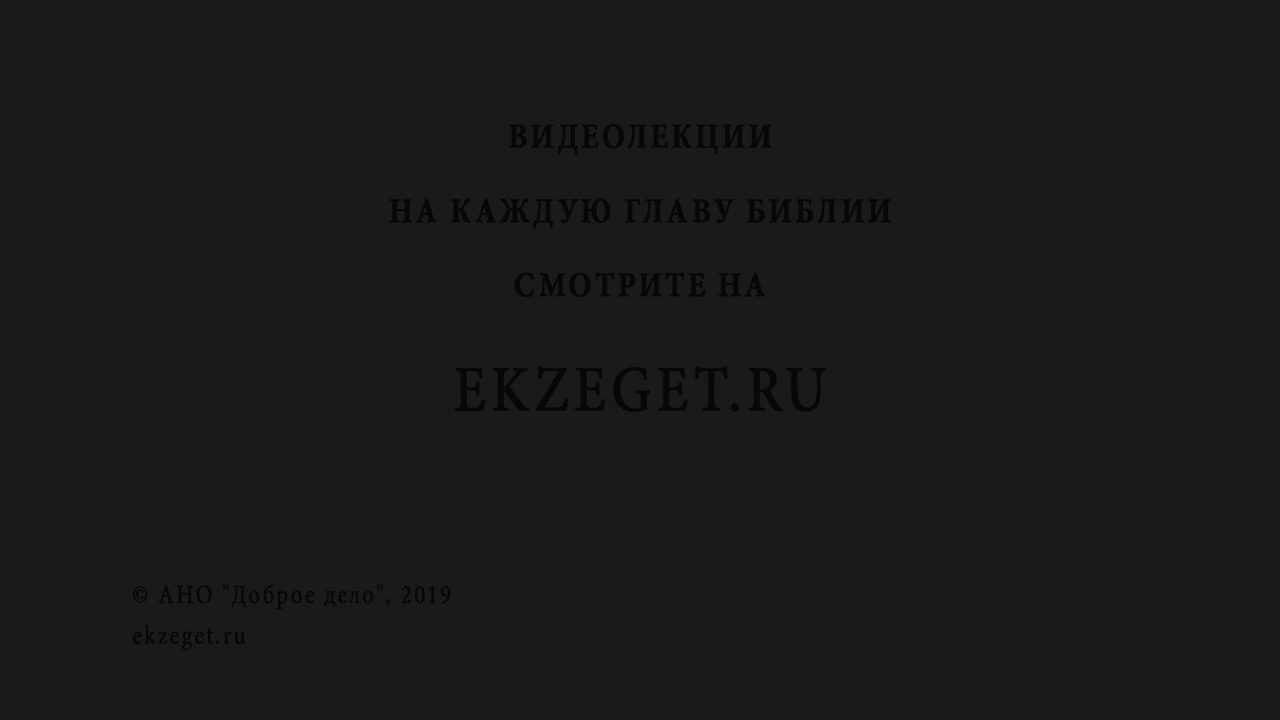 ВИДЕОЛЕКЦИИ
НА КАЖДУЮ ГЛАВУ БИБЛИИ
СМОТРИТЕ НА
EKZEGET.RU
© АНО "Доброе дело", 2019
ekzeget.ru